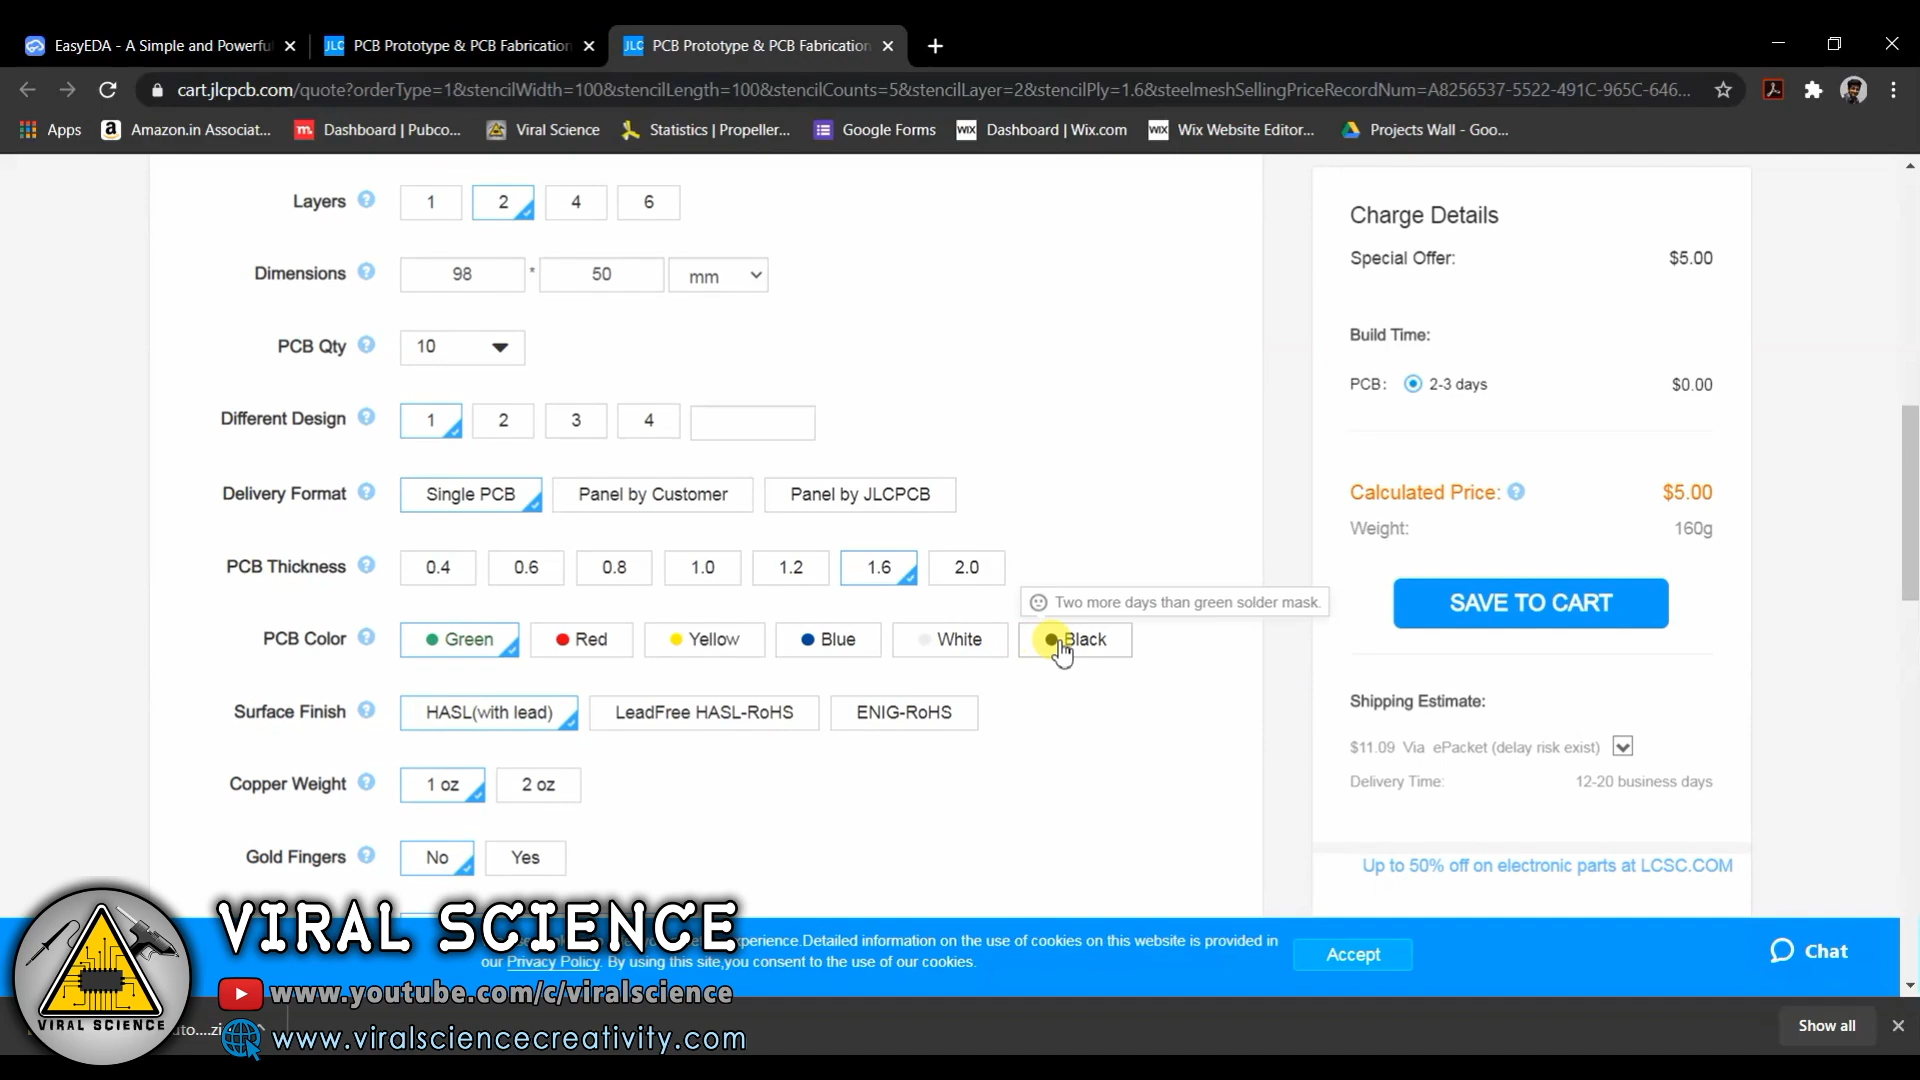 EasyEDA - A Simple and Powerfu
JLC PCB Prototype & PCB Fabrication
JLC PCB Prototype & PCB Fabrication
cart.jlcpcb.com/quote?orderType=1&stencilWidth=100&stencilLength=100&stencilCounts=5&stencilLayer=2&stencilPly=1.6&steelmeshSellingPriceRecordNum=A8256537-5522-491C-965C-646...
Apps Amazon.in Associat... Dashboard | Pubco... Viral Science Statistics | Propeller... Google Forms WIX Dashboard | Wix.com WIX Wix Website Editor... Projects Wall - Goo...
Layers ? 1 2 4 6
Dimensions ? 98 * 50 mm
PCB Qty ? 10
Different Design ? 1 2 3 4
Delivery Format ? Single PCB Panel by Customer Panel by JLCPCB
PCB Thickness ? 0.4 0.6 0.8 1.0 1.2 1.6 2.0
Two more days than green solder mask.
PCB Color ? Green Red Yellow Blue White Black
Surface Finish ? HASL(with lead) LeadFree HASL-RoHS ENIG-RoHS
Copper Weight ? 1 oz 2 oz
Gold Fingers ? No Yes
Charge Details
Special Offer: $5.00
Build Time:
PCB: 2-3 days $0.00
Calculated Price: ? $5.00
Weight: 160g
SAVE TO CART
Shipping Estimate:
$11.09 Via ePacket (delay risk exist)
Delivery Time: 12-20 business days
Up to 50% off on electronic parts at LCSC.COM
VIRAL SCIENCE
perience.Detailed information on the use of cookies on this website is provided in
our Privacy Policy. By using this site,you consent to the use of our cookies.
Accept
Chat
www.youtube.com/c/viralscience
VIRAL SCIENCE
uto....zi
www.viralsciencecreativity.com
Show all